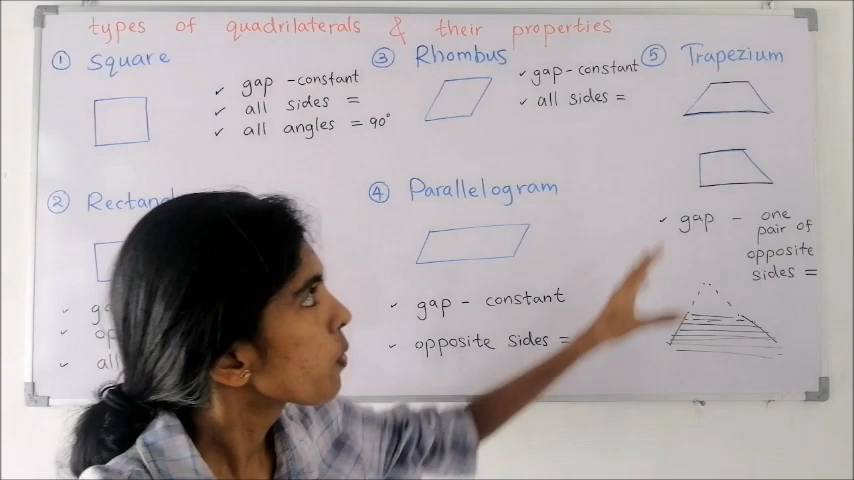 types of quadrilaterals & their properties
① Square
✓ gap - constant
✓ all sides =
✓ all angles = 90°
②
✓
✓
✓ all
③ Rhombus
✓ gap - constant
✓ all sides =
④ Parallelogram
✓ gap - constant
✓ opposite sides =
⑤ Trapezium
✓ gap - one
pair of
opposite
sides =